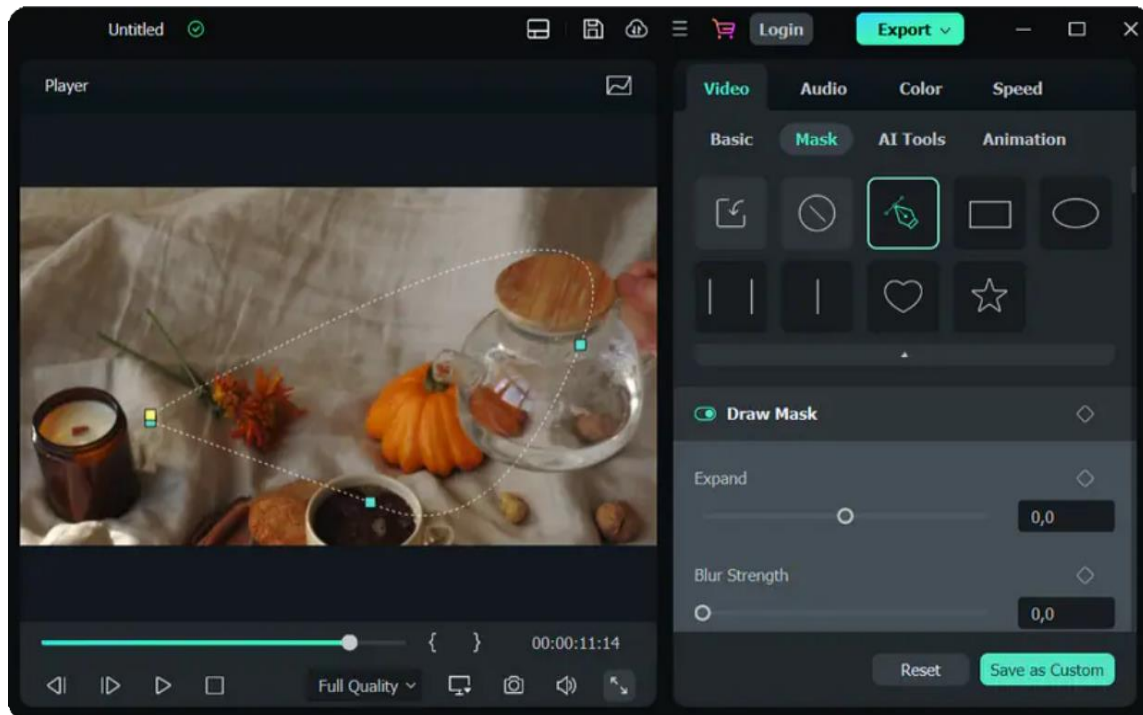 Untitled
Login
Export
Player
Video Audio Color Speed
Basic Mask AI Tools Animation
Draw Mask
Expand
0,0
Blur Strength
0,0
{ } 00:00:11:14
Full Quality
Reset
Save as Custom